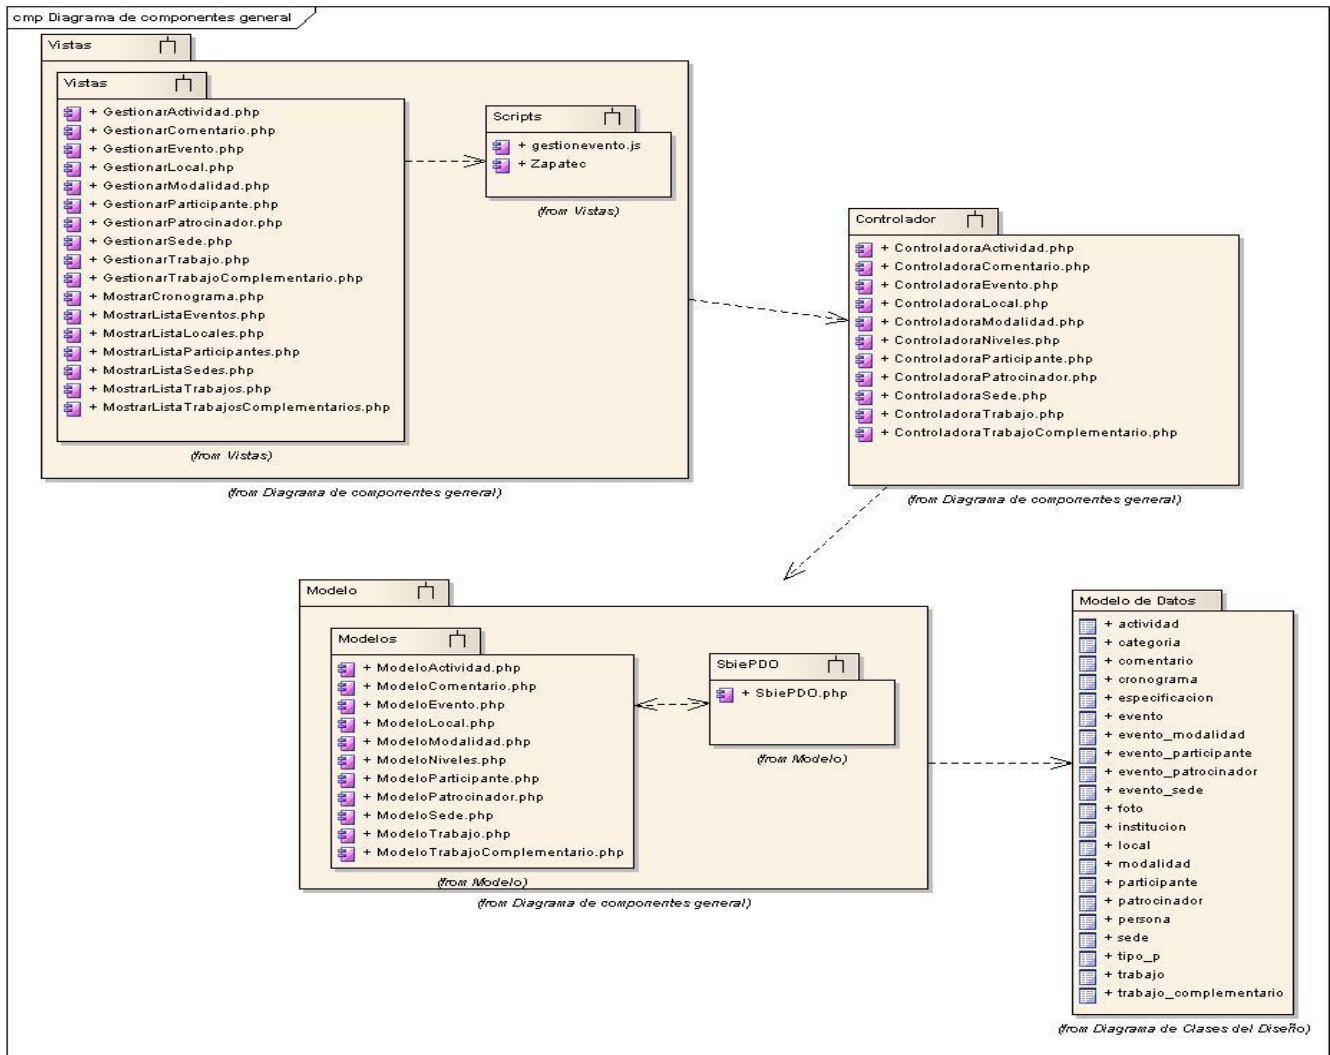 cmp Diagrama de componentes general
Vistas
Vistas
+ GestionarActividad.php
+ GestionarComentario.php
+ GestionarEvento.php
+ GestionarLocal.php
+ GestionarModalidad.php
+ GestionarParticipante.php
+ GestionarPatrocinador.php
+ GestionarSede.php
+ GestionarTrabajo.php
+ GestionarTrabajoComplementario.php
+ MostrarCronograma.php
+ MostrarListaEventos.php
+ MostrarListaLocales.php
+ MostrarListaParticipantes.php
+ MostrarListaSedes.php
+ MostrarListaTrabajos.php
+ MostrarListaTrabajosComplementarios.php
(from Vistas)
Scripts
+ gestionevento.js
+ Zapatec
(from Vistas)
(from Diagrama de componentes general)
Controlador
+ ControladoraActividad.php
+ ControladoraComentario.php
+ ControladoraEvento.php
+ ControladoraLocal.php
+ ControladoraModalidad.php
+ ControladoraNiveles.php
+ ControladoraParticipante.php
+ ControladoraPatrocinador.php
+ ControladoraSede.php
+ ControladoraTrabajo.php
+ ControladoraTrabajoComplementario.php
(from Diagrama de componentes general)
Modelo
Modelos
+ ModeloActividad.php
+ ModeloComentario.php
+ ModeloEvento.php
+ ModeloLocal.php
+ ModeloModalidad.php
+ ModeloNiveles.php
+ ModeloParticipante.php
+ ModeloPatrocinador.php
+ ModeloSede.php
+ ModeloTrabajo.php
+ ModeloTrabajoComplementario.php
(from Modelo)
SbiePDO
+ SbiePDO.php
(from Modelo)
(from Diagrama de componentes general)
Modelo de Datos
+ actividad
+ categoria
+ comentario
+ cronograma
+ especificacion
+ evento
+ evento_modalidad
+ evento_participante
+ evento_patrocinador
+ evento_sede
+ foto
+ institucion
+ local
+ modalidad
+ participante
+ patrocinador
+ persona
+ sede
+ tipo_p
+ trabajo
+ trabajo_complementario
(from Diagrama de Clases del Diseño)